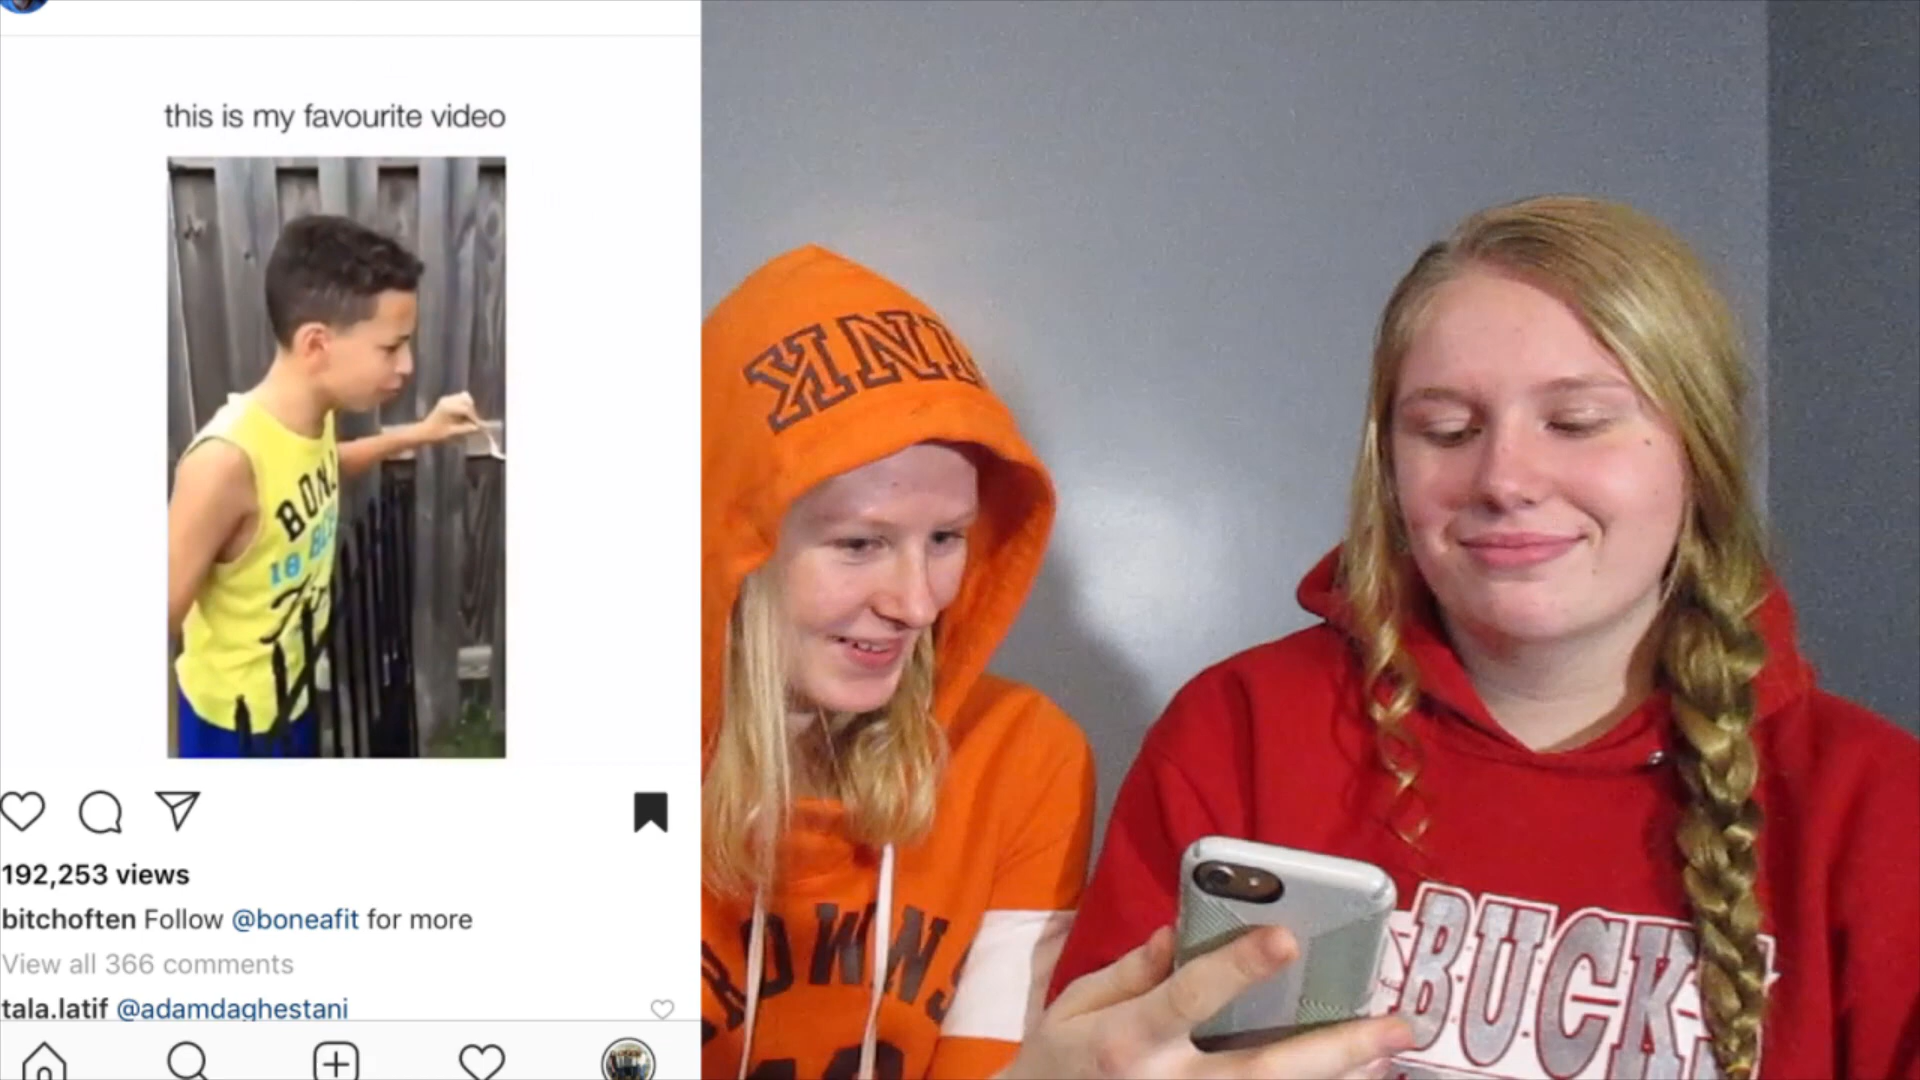 this is my favourite video
192,253 views
bitchoften Follow @boneafit for more
View all 366 comments
tala.latif @adamdaghestani
BUCK